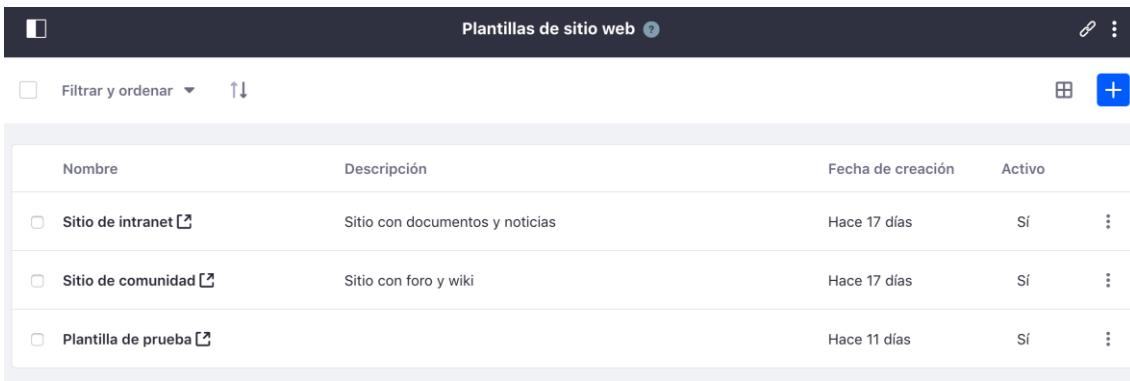 Plantillas de sitio web ?
Filtrar y ordenar
Nombre Descripción Fecha de creación Activo
Sitio de intranet Sitio con documentos y noticias Hace 17 días Sí
Sitio de comunidad Sitio con foro y wiki Hace 17 días Sí
Plantilla de prueba Hace 11 días Sí